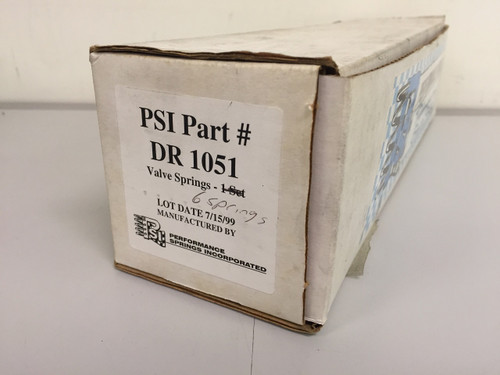 PSI Part #
DR 1051
Valve Springs - 1 Set
6 springs
LOT DATE 7/15/99
MANUFACTURED BY
PSI PERFORMANCE
SPRINGS INCORPORATED